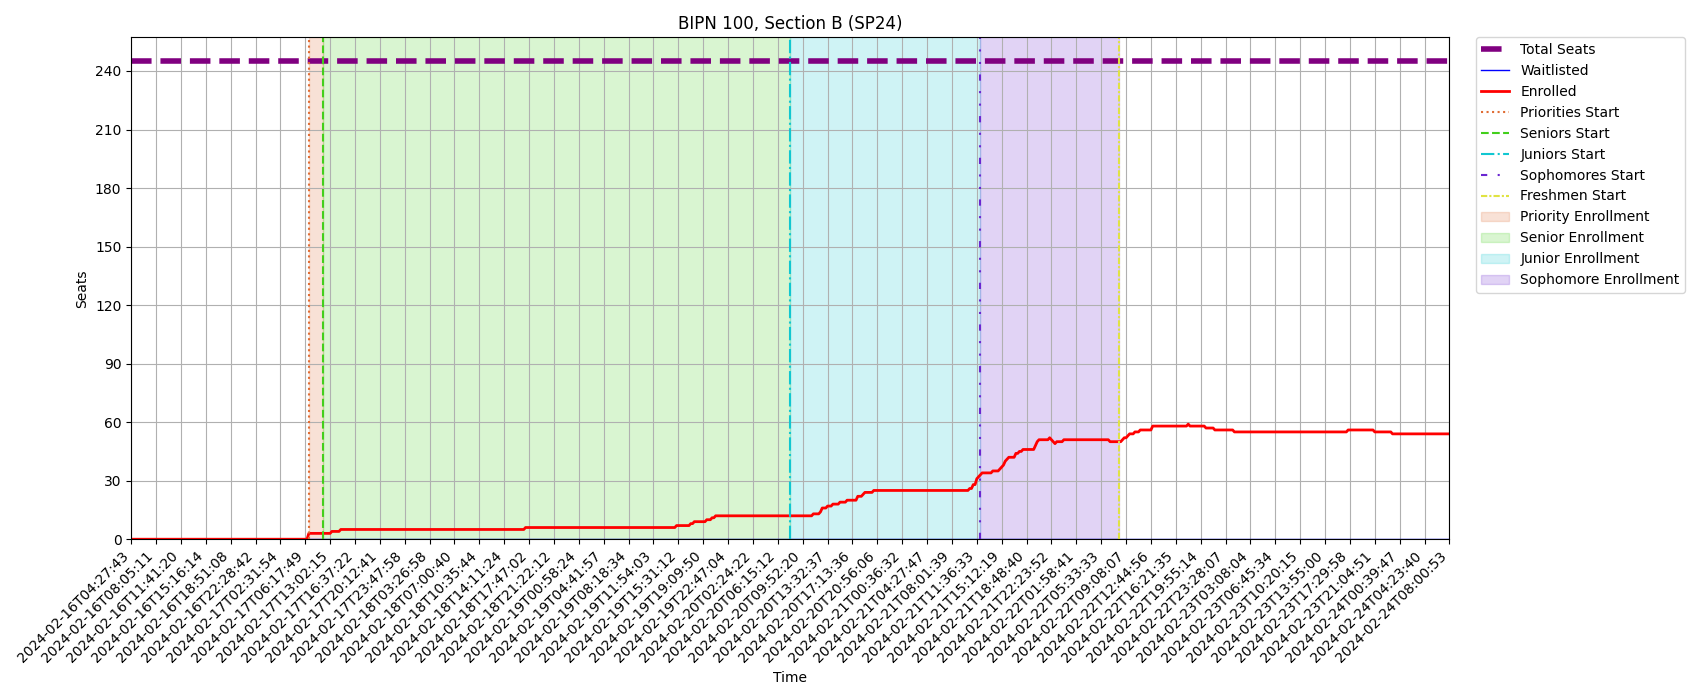 BIPN 100, Section B (SP24)
Seats
240
210
180
150
120
90
60
30
0
2024-02-16T04:27:43
2024-02-16T08:05:11
2024-02-16T11:41:20
2024-02-16T15:16:14
2024-02-16T18:51:08
2024-02-16T22:28:42
2024-02-17T02:31:54
2024-02-17T06:17:49
2024-02-17T13:02:15
2024-02-17T16:37:22
2024-02-17T20:12:41
2024-02-17T23:47:58
2024-02-18T03:26:58
2024-02-18T07:00:40
2024-02-18T10:35:44
2024-02-18T14:11:24
2024-02-18T17:47:02
2024-02-18T21:22:12
2024-02-19T00:58:24
2024-02-19T04:41:57
2024-02-19T08:18:34
2024-02-19T11:54:03
2024-02-19T15:31:12
2024-02-19T19:09:50
2024-02-19T22:47:04
2024-02-20T02:24:22
2024-02-20T06:15:12
2024-02-20T09:52:20
2024-02-20T13:32:37
2024-02-20T17:13:36
2024-02-20T20:56:06
2024-02-21T00:36:32
2024-02-21T04:27:47
2024-02-21T08:01:39
2024-02-21T11:36:33
2024-02-21T15:12:19
2024-02-21T18:48:40
2024-02-21T22:23:52
2024-02-22T01:58:41
2024-02-22T05:33:33
2024-02-22T09:08:07
2024-02-22T12:44:56
2024-02-22T16:21:35
2024-02-22T19:55:14
2024-02-22T23:28:07
2024-02-23T03:08:04
2024-02-23T06:45:34
2024-02-23T10:20:15
2024-02-23T13:55:00
2024-02-23T17:29:58
2024-02-23T21:04:51
2024-02-24T00:39:47
2024-02-24T04:23:40
2024-02-24T08:00:53
Time
Total Seats
Waitlisted
Enrolled
Priorities Start
Seniors Start
Juniors Start
Sophomores Start
Freshmen Start
Priority Enrollment
Senior Enrollment
Junior Enrollment
Sophomore Enrollment